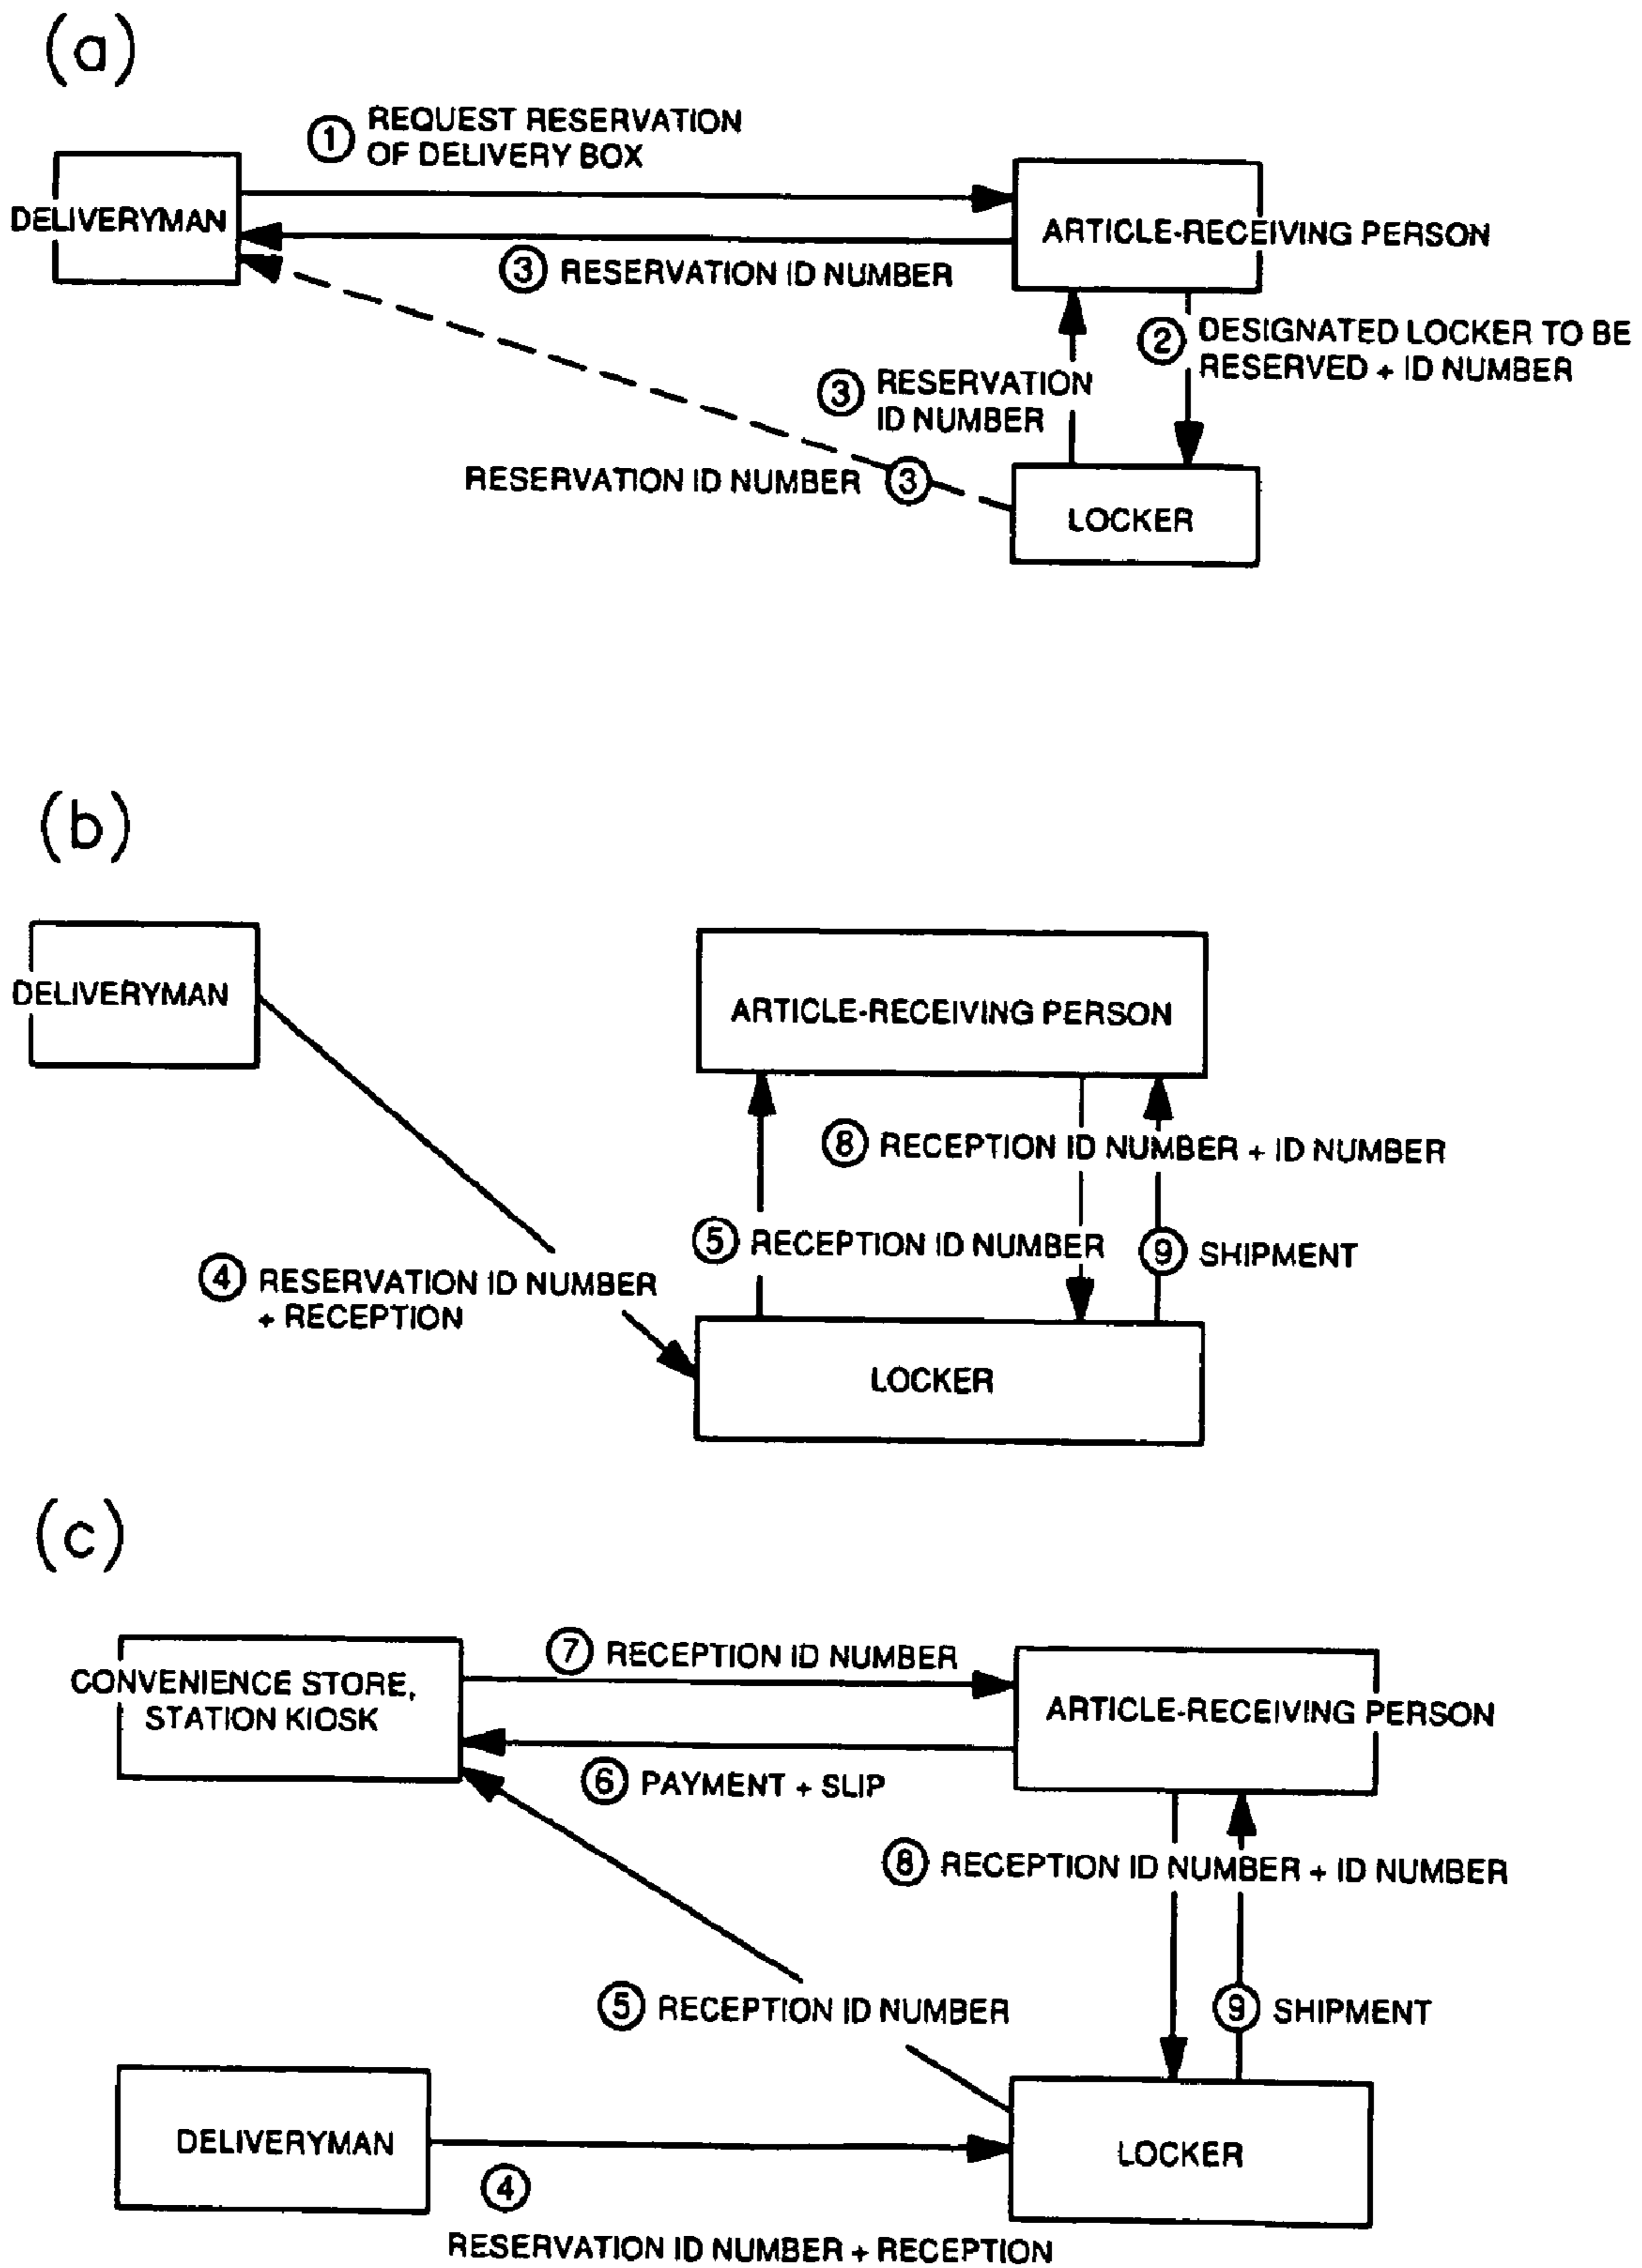 (a)
① REQUEST RESERVATION
OF DELIVERY BOX
DELIVERYMAN
ARTICLE-RECEIVING PERSON
③ RESERVATION ID NUMBER
② DESIGNATED LOCKER TO BE
RESERVED + ID NUMBER
③ RESERVATION
ID NUMBER
RESERVATION ID NUMBER ③
LOCKER
(b)
DELIVERYMAN
ARTICLE-RECEIVING PERSON
⑧ RECEPTION ID NUMBER + ID NUMBER
⑤ RECEPTION ID NUMBER
⑨ SHIPMENT
④ RESERVATION ID NUMBER
+ RECEPTION
LOCKER
(c)
⑦ RECEPTION ID NUMBER
CONVENIENCE STORE,
STATION KIOSK
ARTICLE-RECEIVING PERSON
⑥ PAYMENT + SLIP
⑧ RECEPTION ID NUMBER + ID NUMBER
⑤ RECEPTION ID NUMBER
⑨ SHIPMENT
DELIVERYMAN
LOCKER
④
RESERVATION ID NUMBER + RECEPTION